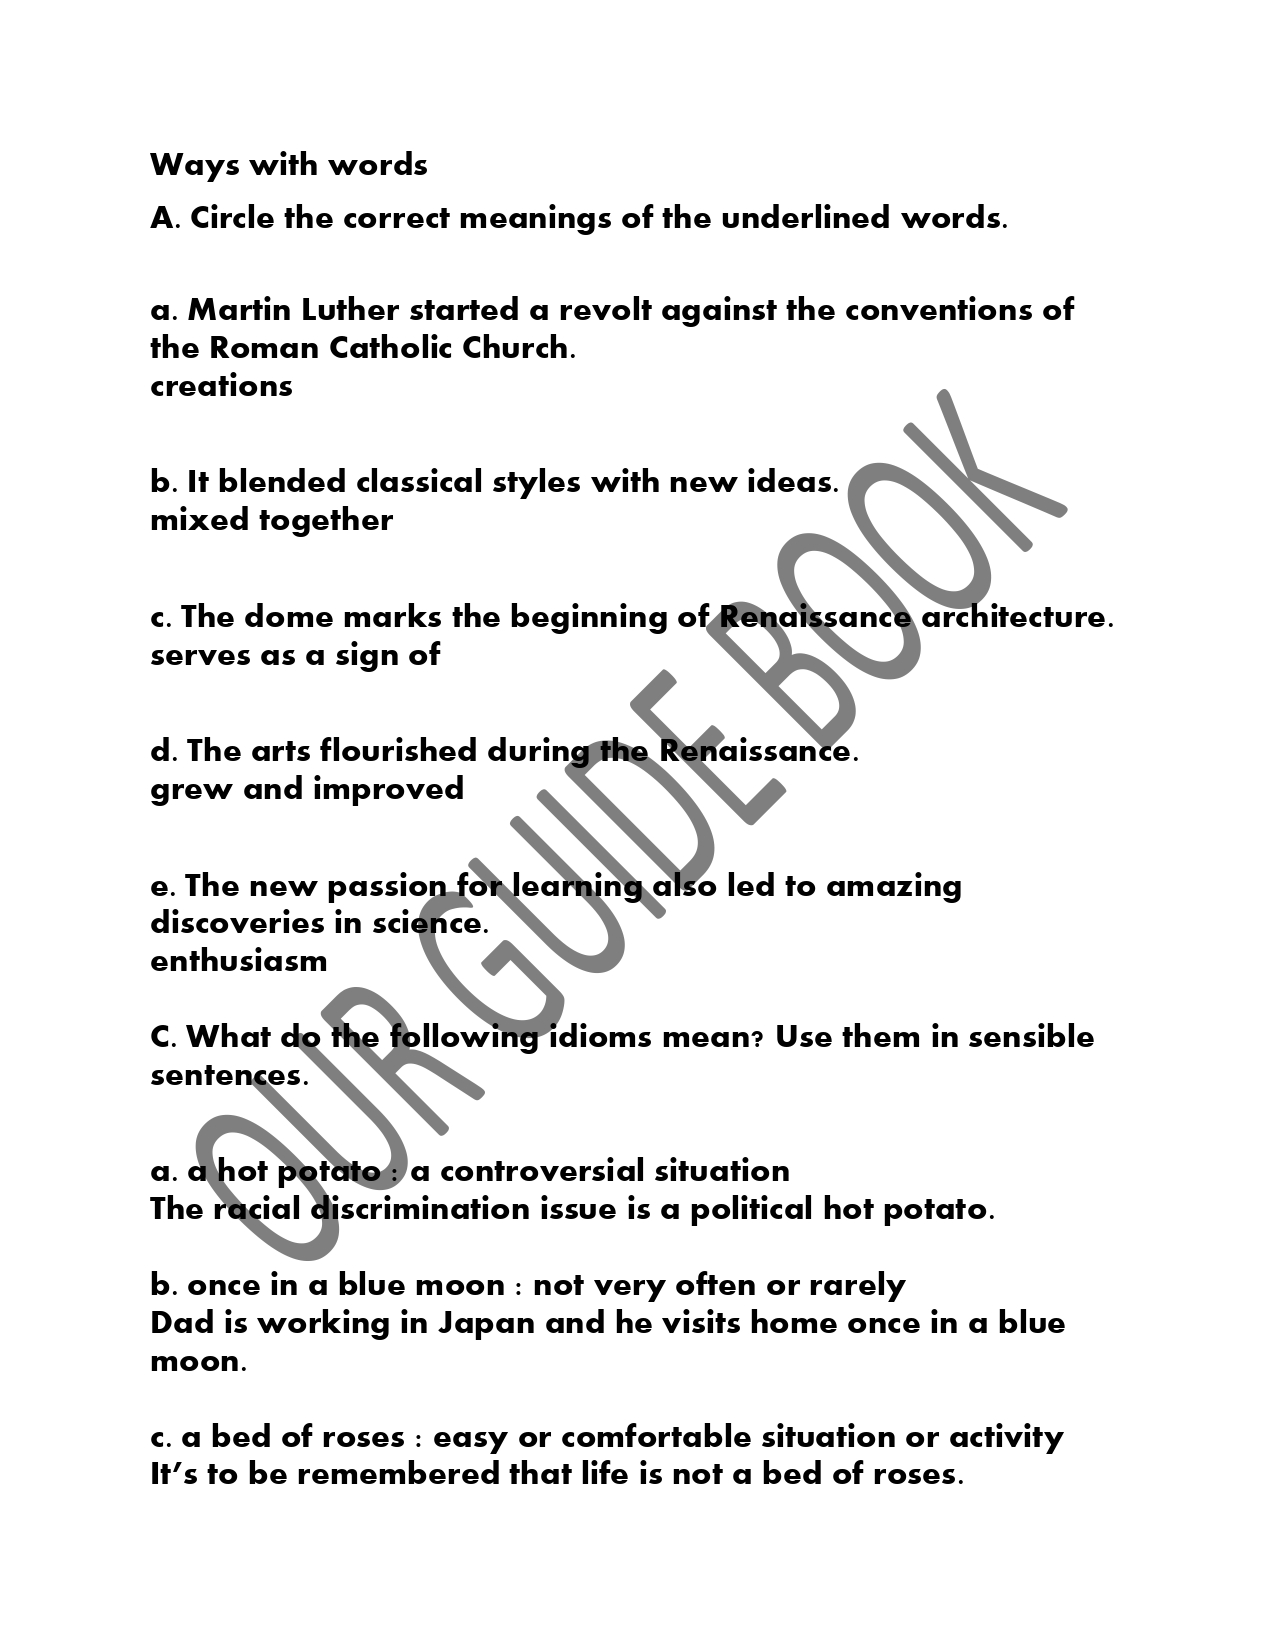 Ways with words
A. Circle the correct meanings of the underlined words.
a. Martin Luther started a revolt against the conventions of
the Roman Catholic Church.
creations
b. It blended classical styles with new ideas.
mixed together
c. The dome marks the beginning of Renaissance architecture.
serves as a sign of
d. The arts flourished during the Renaissance.
grew and improved
e. The new passion for learning also led to amazing
discoveries in science.
enthusiasm
C. What do the following idioms mean? Use them in sensible
sentences.
a. a hot potato : a controversial situation
The racial discrimination issue is a political hot potato.
b. once in a blue moon : not very often or rarely
Dad is working in Japan and he visits home once in a blue
moon.
c. a bed of roses : easy or comfortable situation or activity
It’s to be remembered that life is not a bed of roses.
OUR GUIDE BOOK